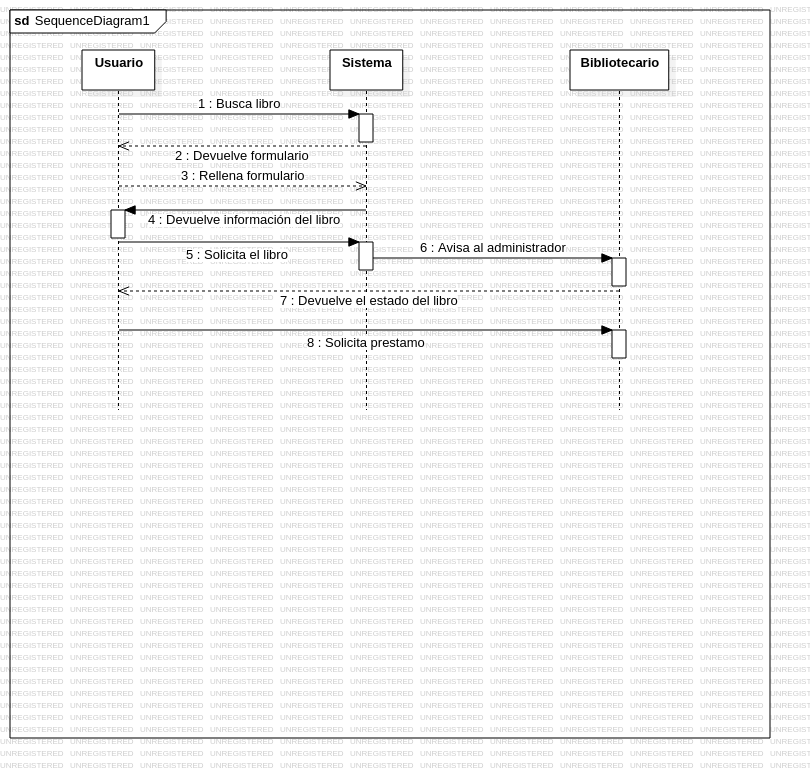 sd SequenceDiagram1
Usuario
Sistema
Bibliotecario
1 : Busca libro
2 : Devuelve formulario
3 : Rellena formulario
4 : Devuelve información del libro
5 : Solicita el libro
6 : Avisa al administrador
7 : Devuelve el estado del libro
8 : Solicita prestamo
UNREGISTERED